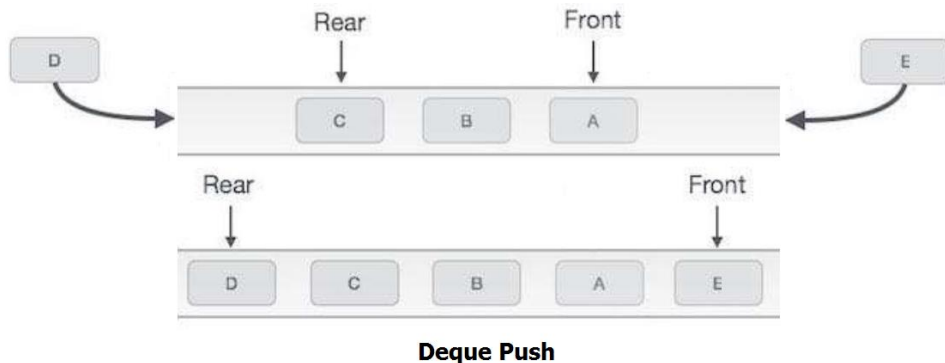 Rear Front
D E
C B A
Rear Front
D C B A E
Deque Push